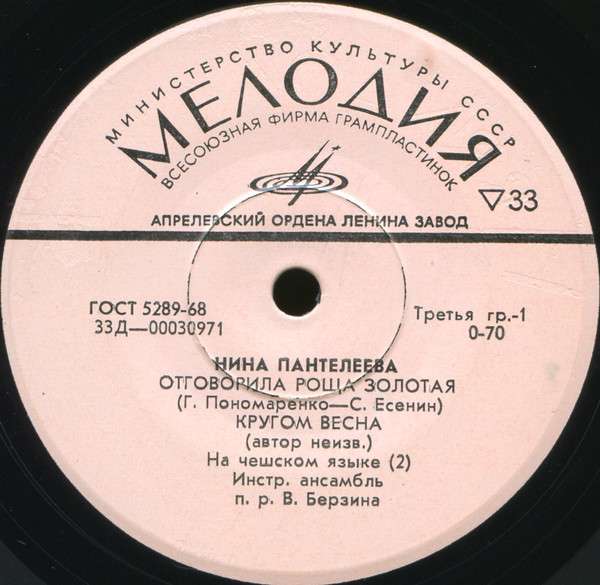 МИНИСТЕРСТВО КУЛЬТУРЫ СССР
МЕЛОДИЯ
ВСЕСОЮЗНАЯ ФИРМА ГРАМПЛАСТИНОК
▽33
АПРЕЛЕВСКИЙ ОРДЕНА ЛЕНИНА ЗАВОД
ГОСТ 5289-68
33Д—00030971
Третья гр.-1
0-70
НИНА ПАНТЕЛЕЕВА
ОТГОВОРИЛА РОЩА ЗОЛОТАЯ
(Г. Пономаренко—С. Есенин)
КРУГОМ ВЕСНА
(автор неизв.)
На чешском языке (2)
Инстр. ансамбль
п. р. В. Берзина